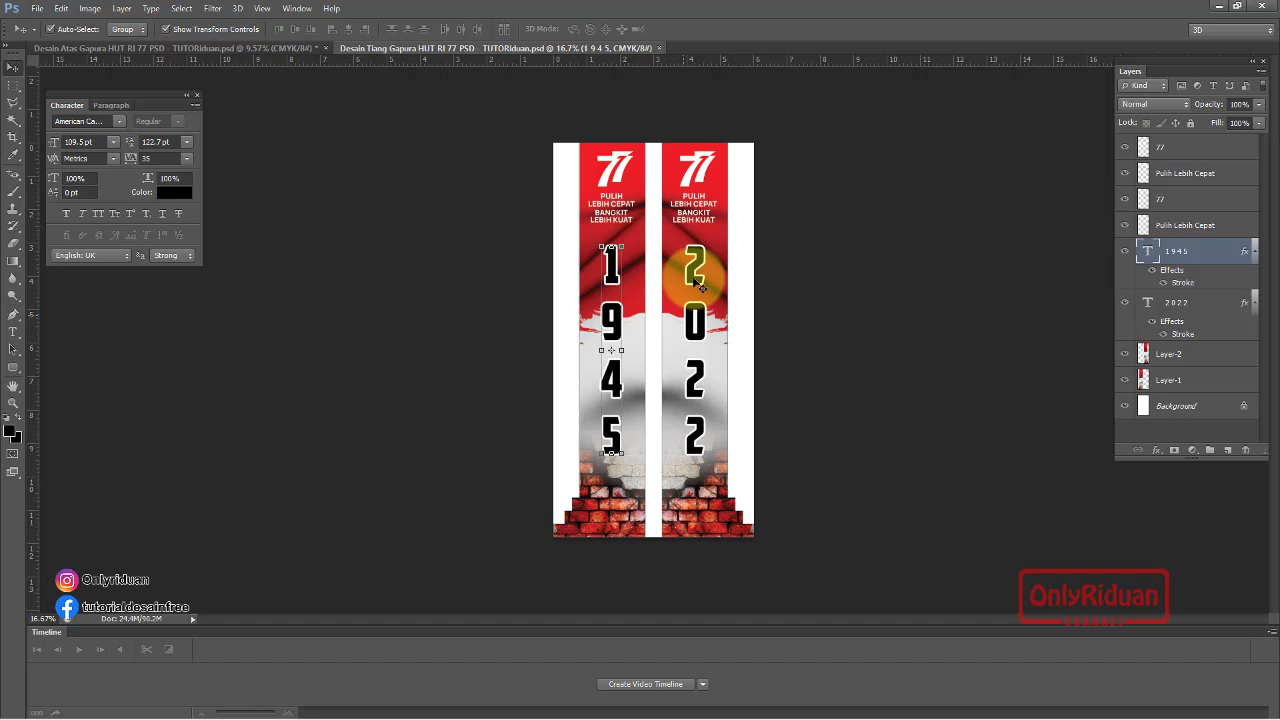 Ps File Edit Image Layer Type Select Filter 3D View Window Help
Auto-Select: Group Show Transform Controls 3D Mode: 3D
Desain Atas Gapura HUT RI 77 PSD - TUTORiduan.psd @ 9.57% (CMYK/8#) * × Desain Tiang Gapura HUT RI 77 PSD - TUTORiduan.psd @ 16.7% (1 9 4 5, CMYK/8#) ×
Character Paragraph
American Ca... Regular
109.5 pt 122.7 pt
Metrics 35
100% 100%
0 pt Color:
English: UK Strong
77
PULIH
LEBIH CEPAT
BANGKIT
LEBIH KUAT
1
9
4
5
77
PULIH
LEBIH CEPAT
BANGKIT
LEBIH KUAT
2
0
2
2
Layers
Kind
Normal Opacity: 100%
Lock: Fill: 100%
77
Pulih Lebih Cepat
77
Pulih Lebih Cepat
1 9 4 5 fx
Effects
Stroke
2 0 2 2 fx
Effects
Stroke
Layer-2
Layer-1
Background
Onlyriduan
tutorialdesainfree
OnlyRiduan
CHANNEL
16.67% Doc: 24.4M/90.2M
Timeline
Create Video Timeline